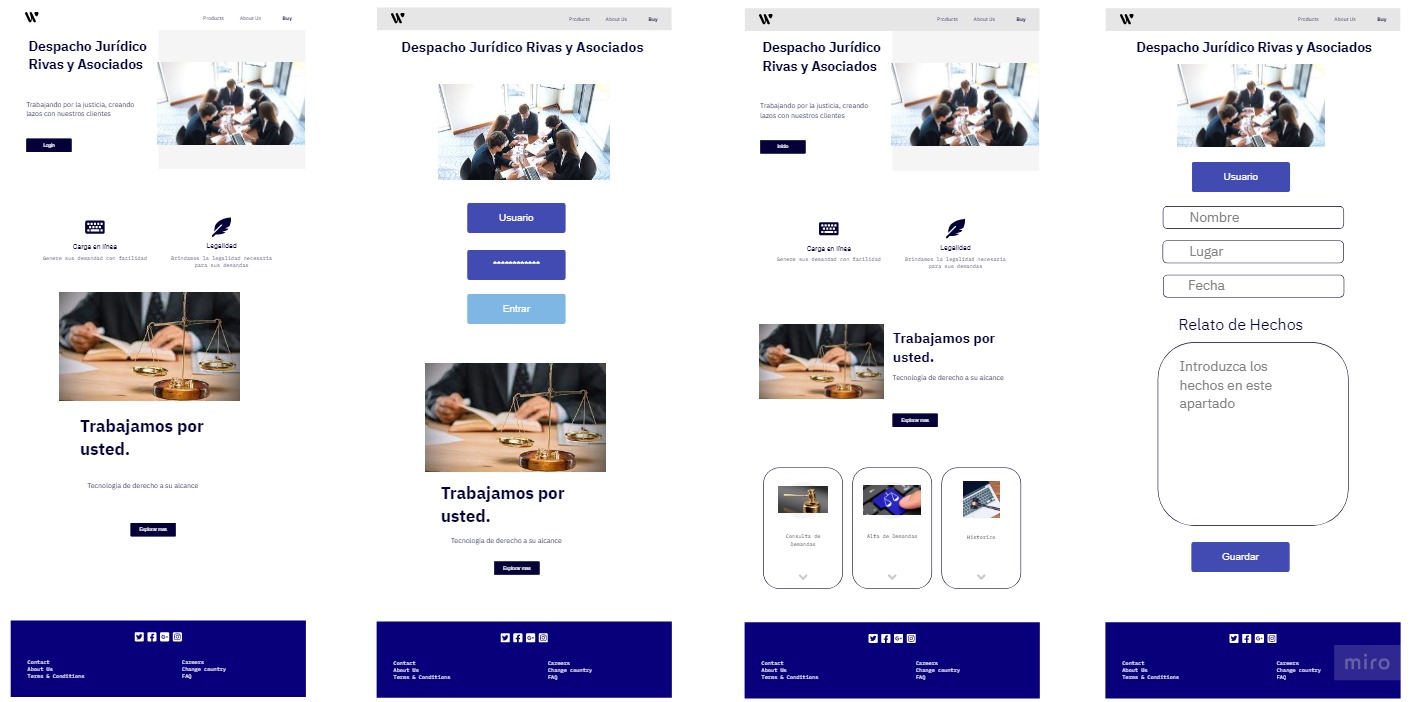 Products About Us Buy
Despacho Jurídico
Rivas y Asociados
Trabajando por la justicia, creando
lazos con nuestros clientes
Login
Carga en línea
Genere sus demandad con facilidad
Legalidad
Brindamos la legalidad necesaria
para sus demandas
Trabajamos por
usted.
Tecnología de derecho a su alcance
Explorar mas
Contact
About Us
Terms & Conditions
Careers
Change country
FAQ
Products About Us Buy
Despacho Jurídico Rivas y Asociados
Usuario
************
Entrar
Trabajamos por
usted.
Tecnología de derecho a su alcance
Explorar mas
Contact
About Us
Terms & Conditions
Careers
Change country
FAQ
Products About Us Buy
Despacho Jurídico
Rivas y Asociados
Trabajando por la justicia, creando
lazos con nuestros clientes
Inicio
Carga en línea
Genere sus demandad con facilidad
Legalidad
Brindamos la legalidad necesaria
para sus demandas
Trabajamos por
usted.
Tecnología de derecho a su alcance
Explorar mas
Consulta de
Demandas
Alta de Demandas
Historico
Contact
About Us
Terms & Conditions
Careers
Change country
FAQ
Products About Us Buy
Despacho Jurídico Rivas y Asociados
Usuario
Nombre
Lugar
Fecha
Relato de Hechos
Introduzca los
hechos en este
apartado
Guardar
Contact
About Us
Terms & Conditions
Careers
Change country
FAQ
miro